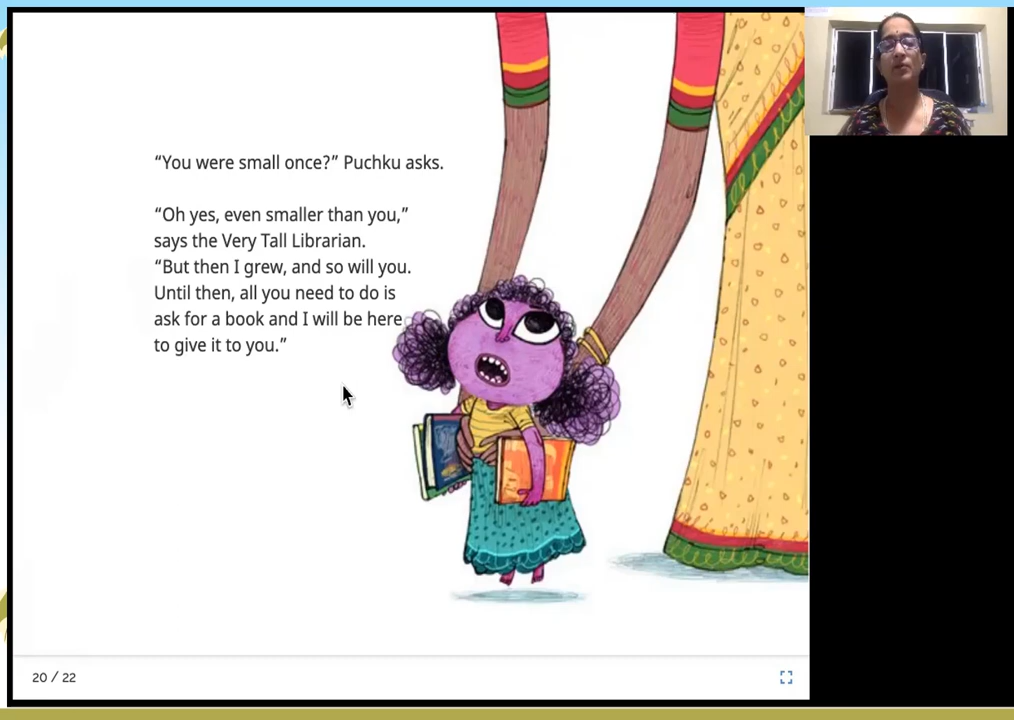 “You were small once?” Puchku asks.
“Oh yes, even smaller than you,”
says the Very Tall Librarian.
“But then I grew, and so will you.
Until then, all you need to do is
ask for a book and I will be here
to give it to you.”
20 / 22